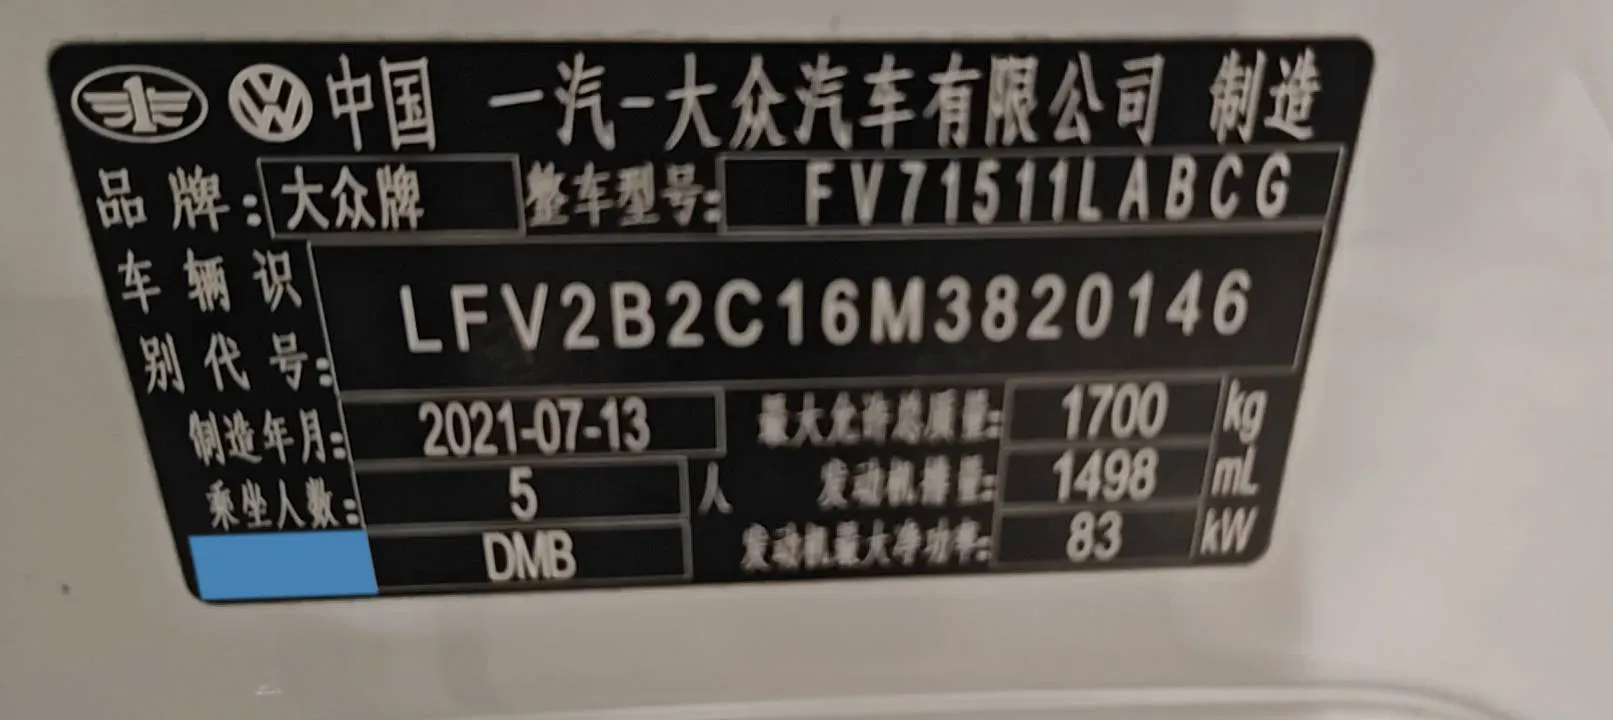 中国 一汽-大众汽车有限公司 制造
品牌: 大众牌 整车型号: FV71511LABCG
车辆识别代号: LFV2B2C16M3820146
制造年月: 2021-07-13 最大允许总质量: 1700 kg
乘坐人数: 5 人 发动机排量: 1498 mL
DMB 发动机最大净功率: 83 kW